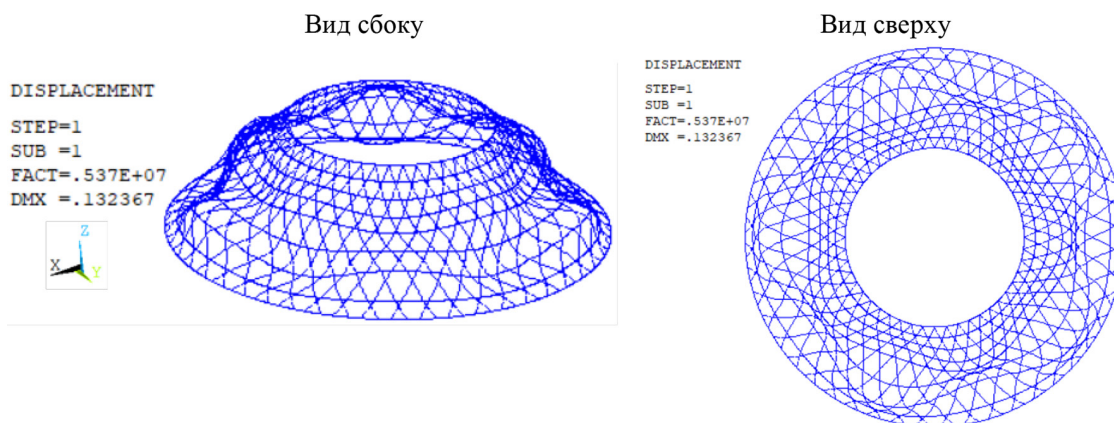 Вид сбоку
DISPLACEMENT
STEP=1
SUB =1
FACT=.537E+07
DMX =.132367
Z
X
Y
Вид сверху
DISPLACEMENT
STEP=1
SUB =1
FACT=.537E+07
DMX =.132367